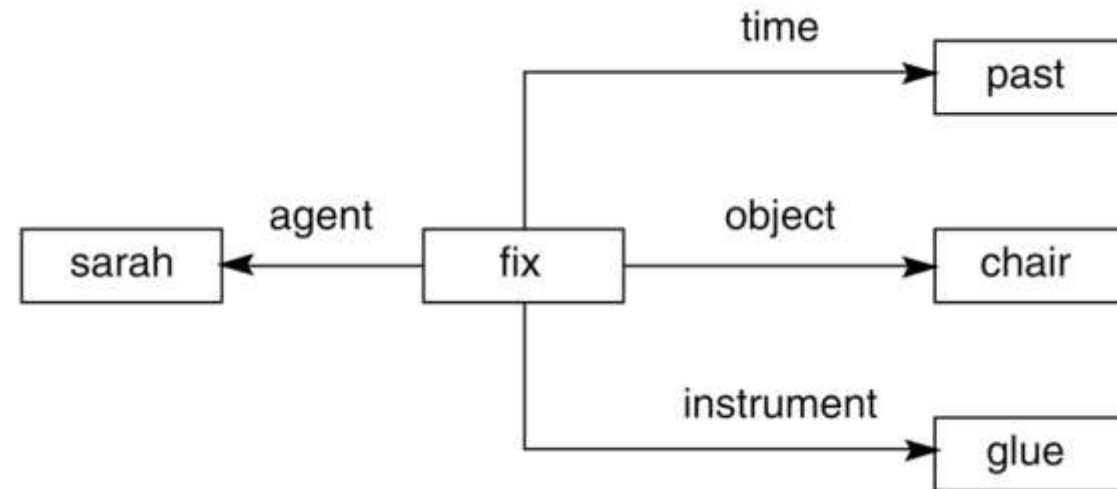 time
past
agent
object
sarah
fix
chair
instrument
glue